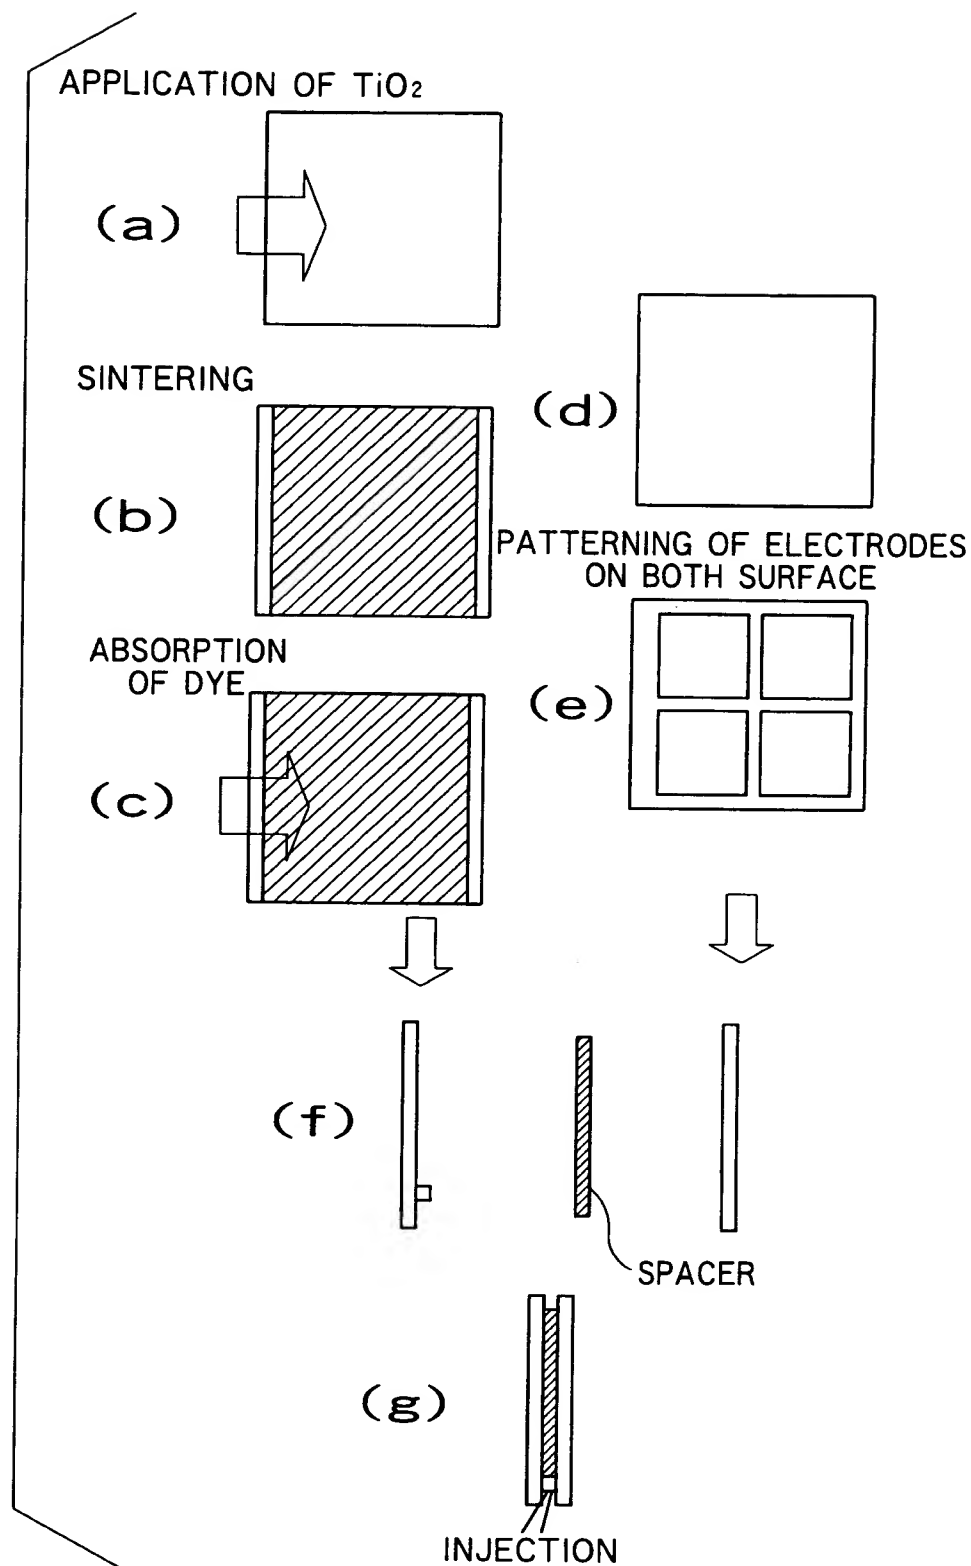 APPLICATION OF TiO2
(a)
SINTERING
(b)
ABSORPTION
OF DYE
(c)
(d)
PATTERNING OF ELECTRODES
ON BOTH SURFACE
(e)
(f)
SPACER
(g)
INJECTION